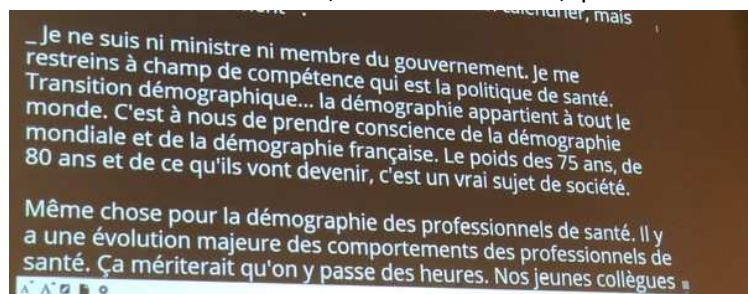 calendrier, mais
_ Je ne suis ni ministre ni membre du gouvernement. Je me
restreins à champ de compétence qui est la politique de santé.
Transition démographique... la démographie appartient à tout le
monde. C'est à nous de prendre conscience de la démographie
mondiale et de la démographie française. Le poids des 75 ans, de
80 ans et de ce qu'ils vont devenir, c'est un vrai sujet de société.
Même chose pour la démographie des professionnels de santé. Il y
a une évolution majeure des comportements des professionnels de
santé. Ça mériterait qu'on y passe des heures. Nos jeunes collègues